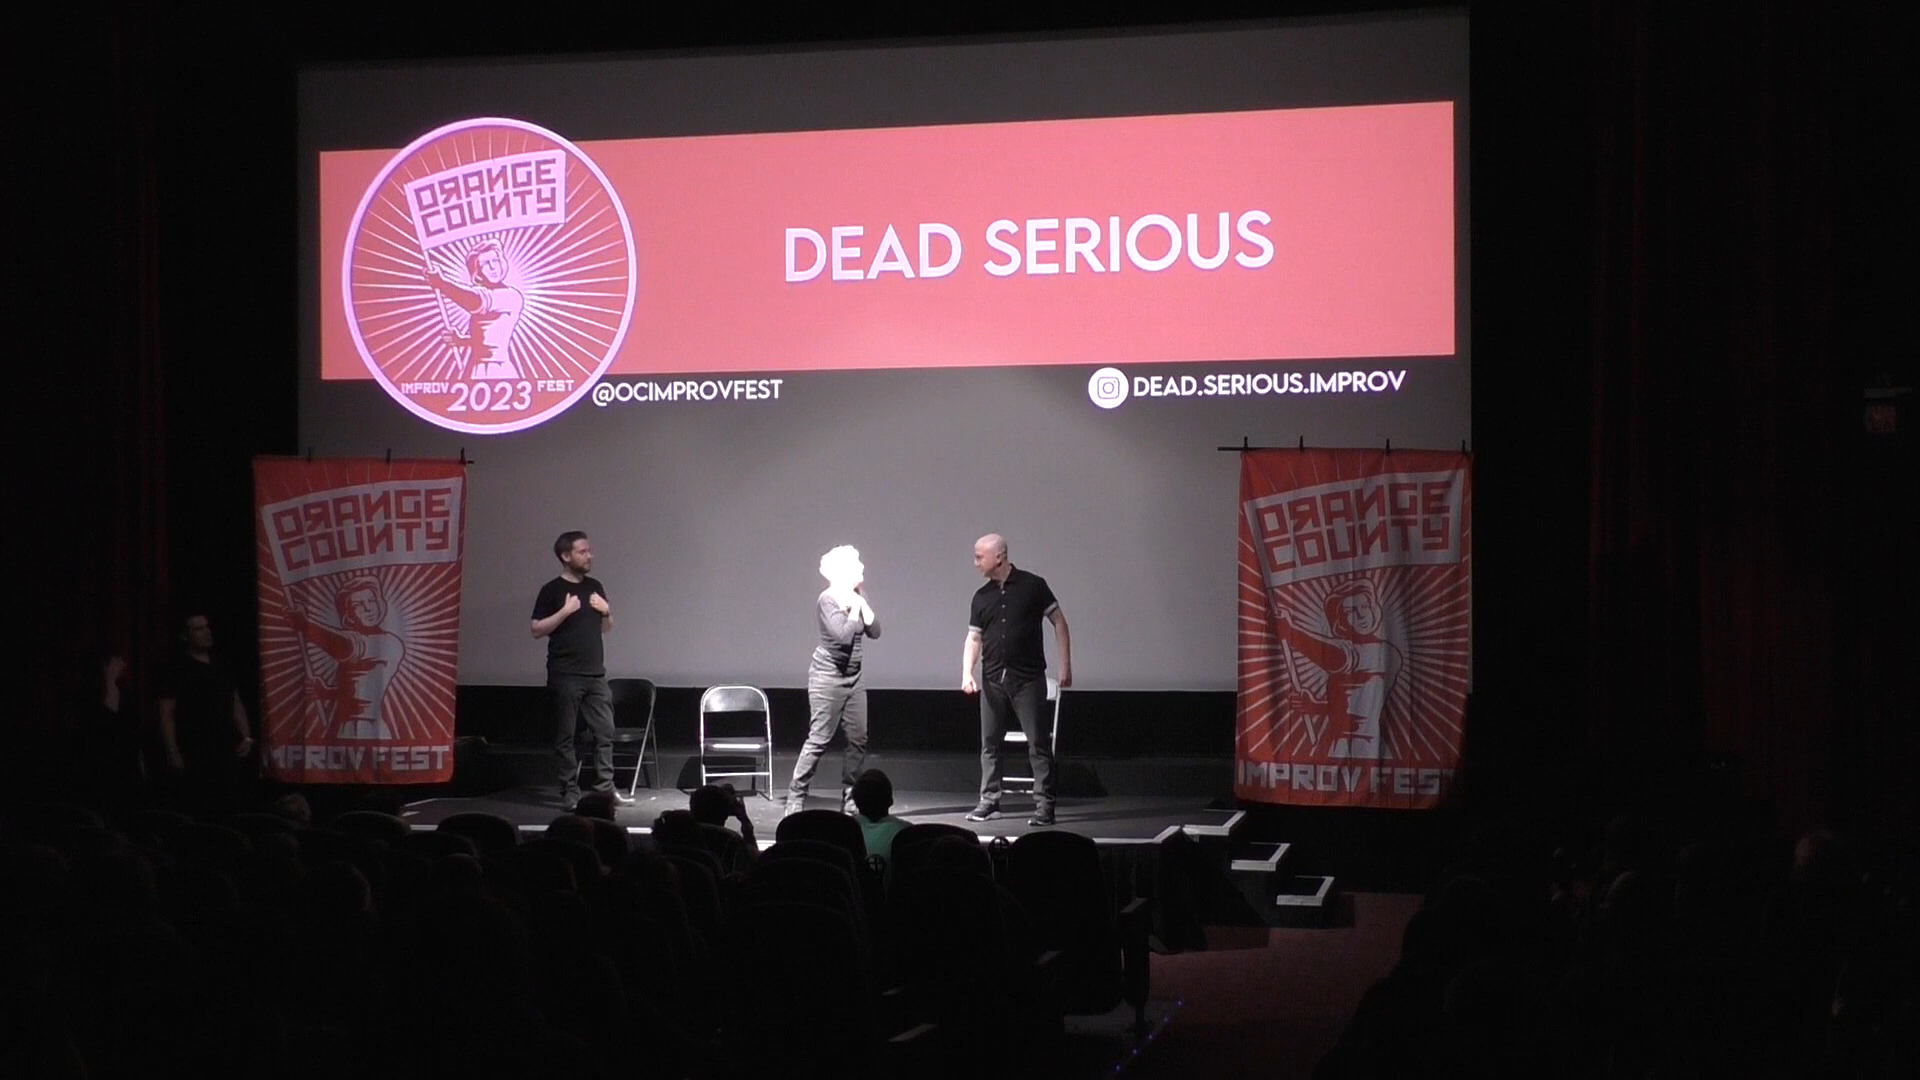 ORANGE
COUNTY
IMPROV 2023 FEST
DEAD SERIOUS
@OCIMPROVFEST
DEAD.SERIOUS.IMPROV
ORANGE
COUNTY
IMPROV FEST
ORANGE
COUNTY
IMPROV FEST